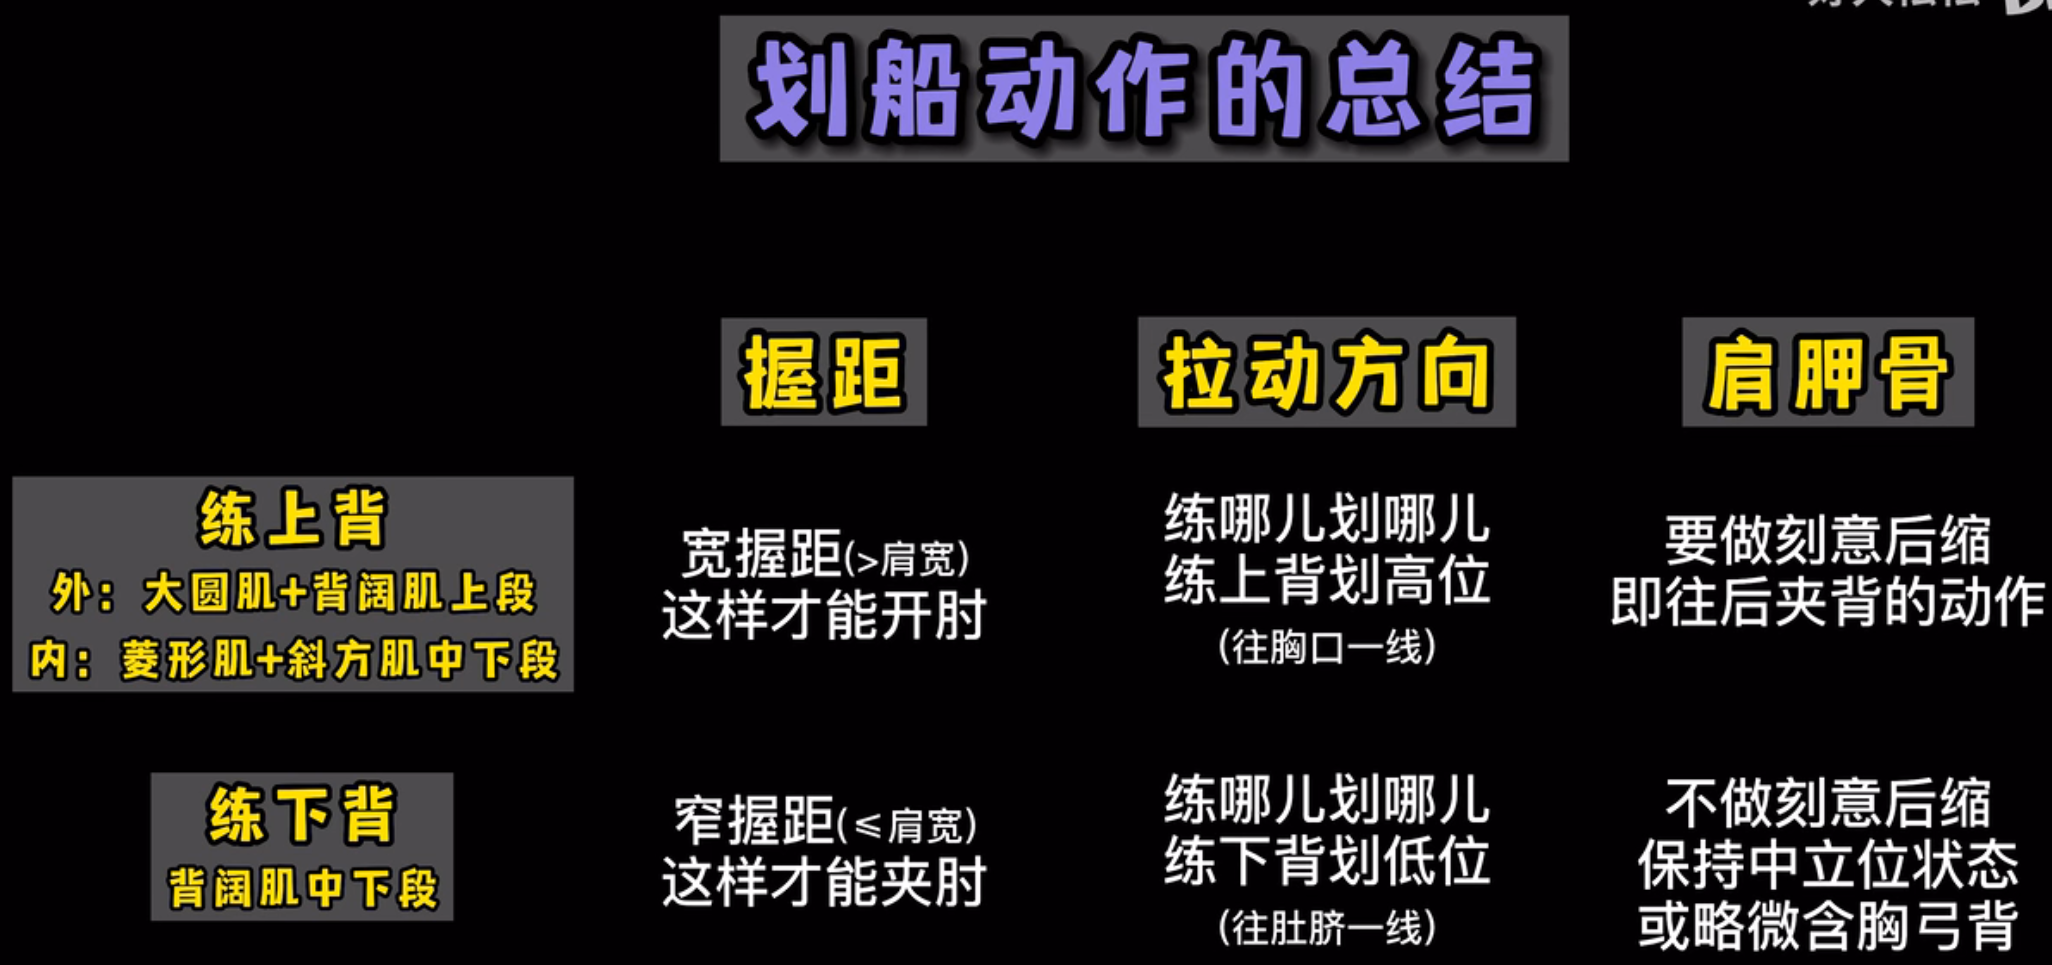 划船动作的总结
握距
拉动方向
肩胛骨
练上背
外：大圆肌+背阔肌上段
内：菱形肌+斜方肌中下段
宽握距(>肩宽)
这样才能开肘
练哪儿划哪儿
练上背划高位
(往胸口一线)
要做刻意后缩
即往后夹背的动作
练下背
背阔肌中下段
窄握距(≤肩宽)
这样才能夹肘
练哪儿划哪儿
练下背划低位
(往肚脐一线)
不做刻意后缩
保持中立位状态
或略微含胸弓背